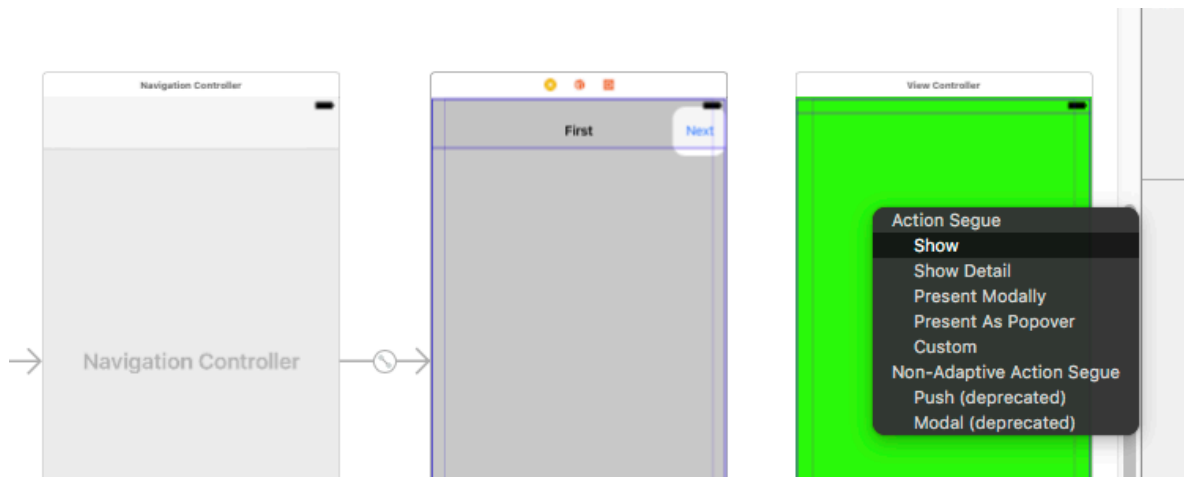 Navigation Controller
View Controller
First
Next
Action Segue
Show
Show Detail
Present Modally
Present As Popover
Custom
Non-Adaptive Action Segue
Push (deprecated)
Modal (deprecated)
Navigation Controller